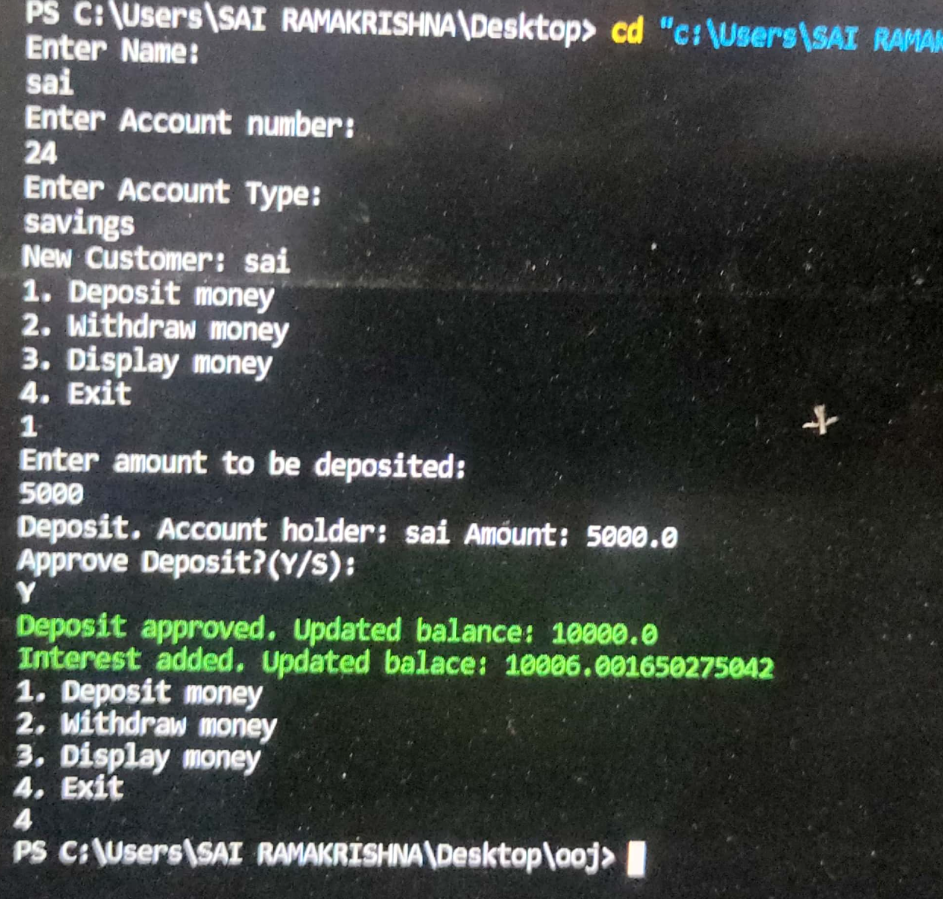 PS C:\Users\SAI RAMAKRISHNA\Desktop> cd "c:\Users\SAI
Enter Name:
sai
Enter Account number:
24
Enter Account Type:
savings
New Customer: sai
1. Deposit money
2. Withdraw money
3. Display money
4. Exit
1
Enter amount to be deposited:
5000
Deposit. Account holder: sai Amount: 5000.0
Approve Deposit?(Y/S):
Y
Deposit approved. Updated balance: 10000.0
Interest added. Updated balace: 10006.001650275042
1. Deposit money
2. Withdraw money
3. Display money
4. Exit
4
PS C:\Users\SAI RAMAKRISHNA\Desktop\ooj>